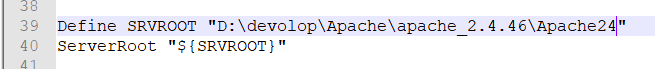 38
39 Define SRVROOT "D:\devolop\Apache\apache_2.4.46\Apache24"
40 ServerRoot "${SRVROOT}"
41